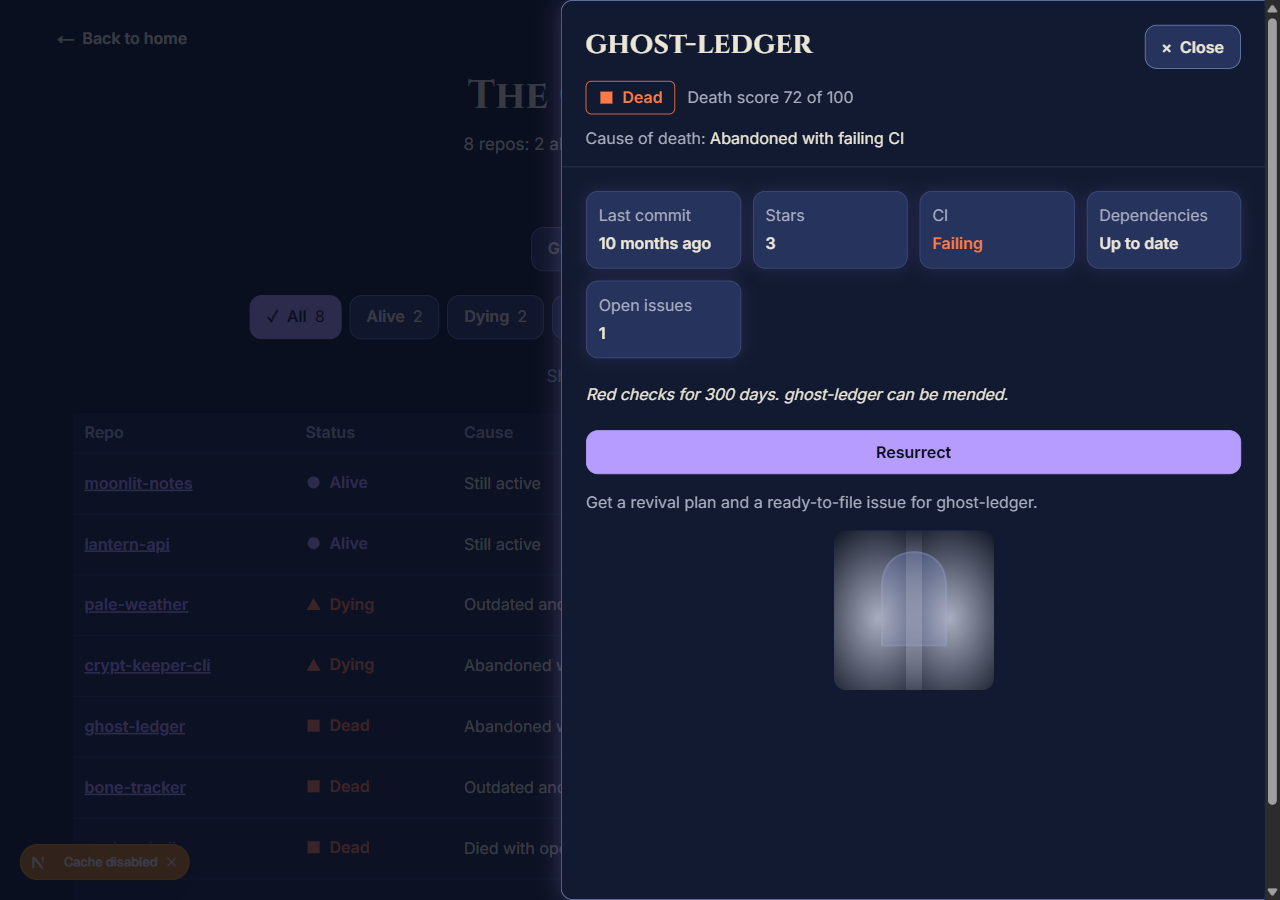 ← Back to home
THE
8 repos: 2 al
G
✓ All 8
Alive 2
Dying 2
Sh
Repo Status Cause
moonlit-notes Alive Still active
lantern-api Alive Still active
pale-weather Dying Outdated and
crypt-keeper-cli Dying Abandoned w
ghost-ledger Dead Abandoned w
bone-tracker Dead Outdated and
Dead Died with ope
N Cache disabled ×
GHOST-LEDGER
× Close
Dead Death score 72 of 100
Cause of death: Abandoned with failing CI
Last commit
10 months ago
Stars
3
CI
Failing
Dependencies
Up to date
Open issues
1
Red checks for 300 days. ghost-ledger can be mended.
Resurrect
Get a revival plan and a ready-to-file issue for ghost-ledger.